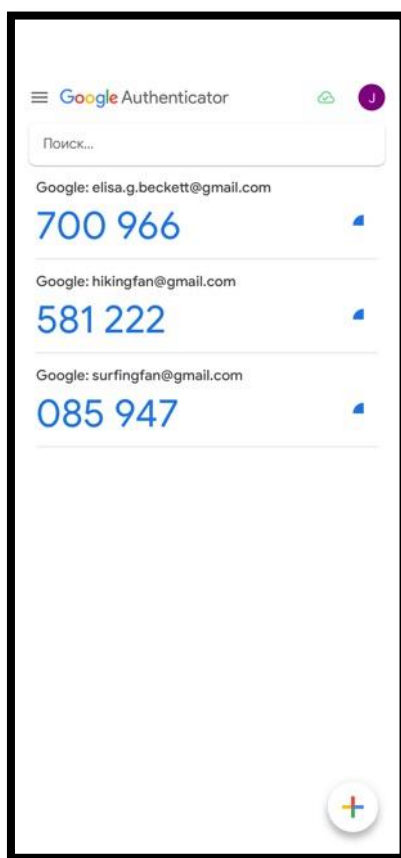 Google Authenticator J
Поиск...
Google: elisa.g.beckett@gmail.com
700 966
Google: hikingfan@gmail.com
581 222
Google: surfingfan@gmail.com
085 947